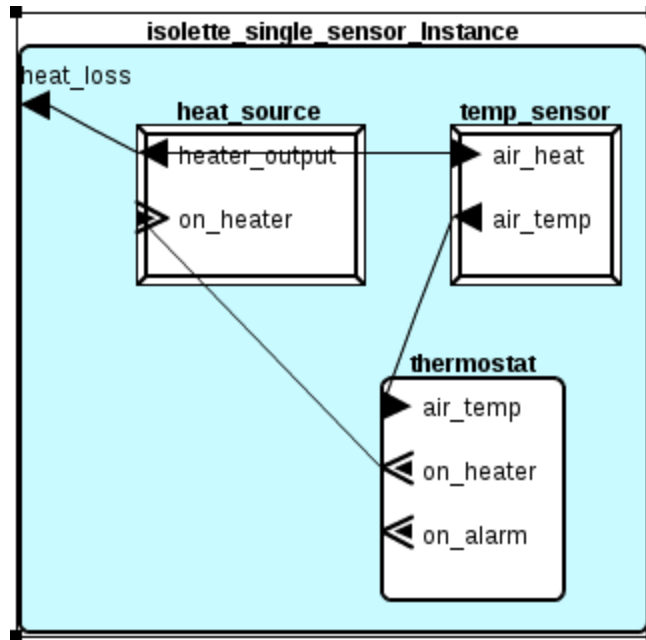 isolette_single_sensor_Instance
heat_loss
heat_source
temp_sensor
heater_output
air_heat
on_heater
air_temp
thermostat
air_temp
on_heater
on_alarm